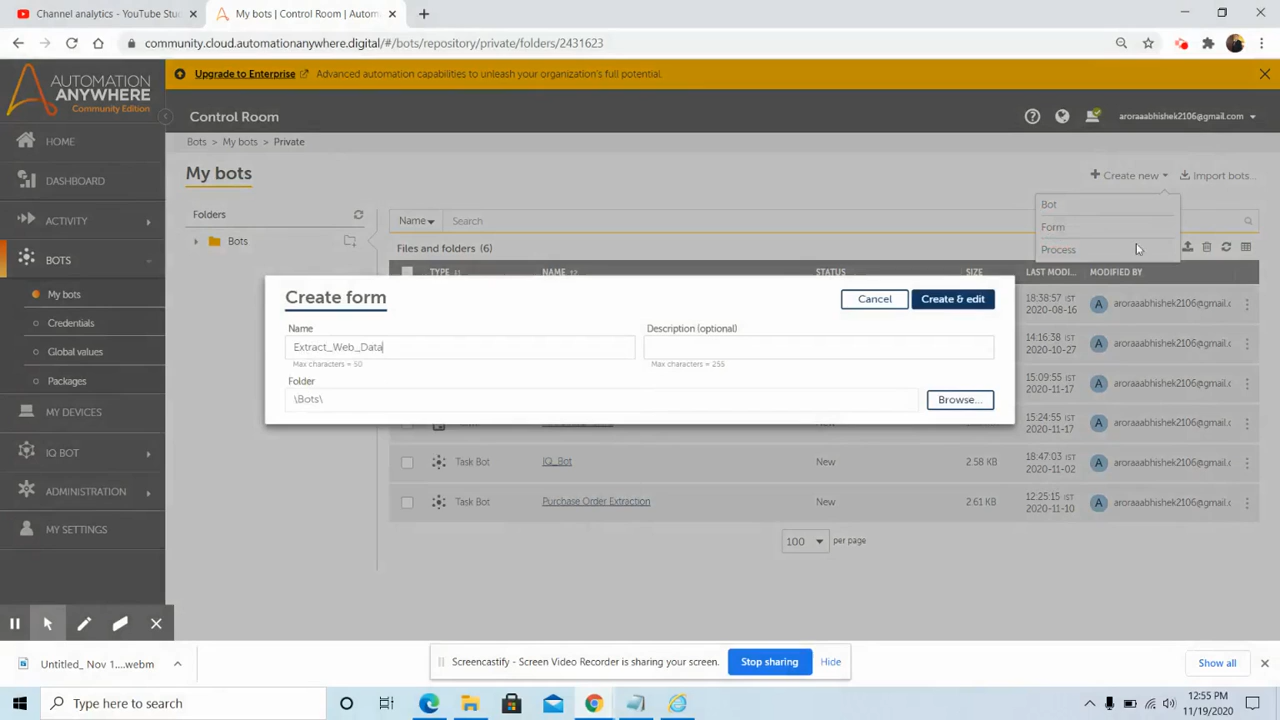 Channel analytics - YouTube Stu
My bots | Control Room | Autom
community.cloud.automationanywhere.digital/#/bots/repository/private/folders/2431623
AUTOMATION
ANYWHERE
Community Edition
Upgrade to Enterprise
Advanced automation capabilities to unleash your organization's full potential.
Control Room
aroraaabhishek2106@gmail.com
HOME
DASHBOARD
ACTIVITY
BOTS
My bots
Credentials
Global values
Packages
MY DEVICES
IQ BOT
ADMINISTRATION
MY SETTINGS
Bots > My bots > Private
My bots
Create new
Import bots...
Bot
Form
Process
Folders
Bots
Name
Search
Files and folders (6)
TYPE
NAME
STATUS
SIZE
LAST MODI...
MODIFIED BY
18:38:57 IST
2020-08-16
A
aroraaabhishek2106@gmail.c
14:16:38 IST
2020-10-27
A
aroraaabhishek2106@gmail.c
15:09:55 IST
2020-11-17
A
aroraaabhishek2106@gmail.c
15:24:55 IST
2020-11-17
A
aroraaabhishek2106@gmail.c
Task Bot
IQ_Bot
New
2.58 KB
18:47:03 IST
2020-11-02
A
aroraaabhishek2106@gmail.c
Task Bot
Purchase Order Extraction
New
2.61 KB
12:25:15 IST
2020-11-10
A
aroraaabhishek2106@gmail.c
100
per page
Create form
Cancel
Create & edit
Name
Description (optional)
Extract_Web_Data
Max characters = 50
Max characters = 255
Folder
\Bots\
Browse...
Untitled_ Nov 1....webm
Screencastify - Screen Video Recorder is sharing your screen.
Stop sharing
Hide
Show all
Type here to search
12:55 PM
11/19/2020